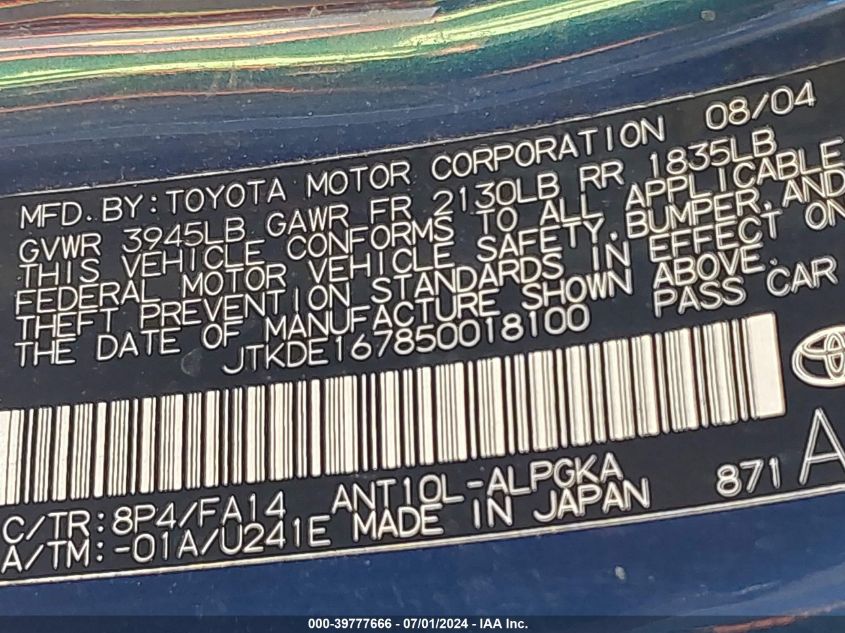 MFD. BY: TOYOTA MOTOR CORPORATION 08/04
GVWR 3945LB GAWR FR 2130LB RR 1835LB
THIS VEHICLE CONFORMS TO ALL APPLICABLE
FEDERAL MOTOR VEHICLE SAFETY, BUMPER, AND
THEFT PREVENTION STANDARDS IN EFFECT ON
THE DATE OF MANUFACTURE SHOWN ABOVE.
JTKDE167850018100 PASS CAR
C/TR: 8P4/FA14 ANT10L-ALPGKA 871 A
A/TM: -01A/U241E MADE IN JAPAN
000-39777666 - 07/01/2024 - IAA Inc.